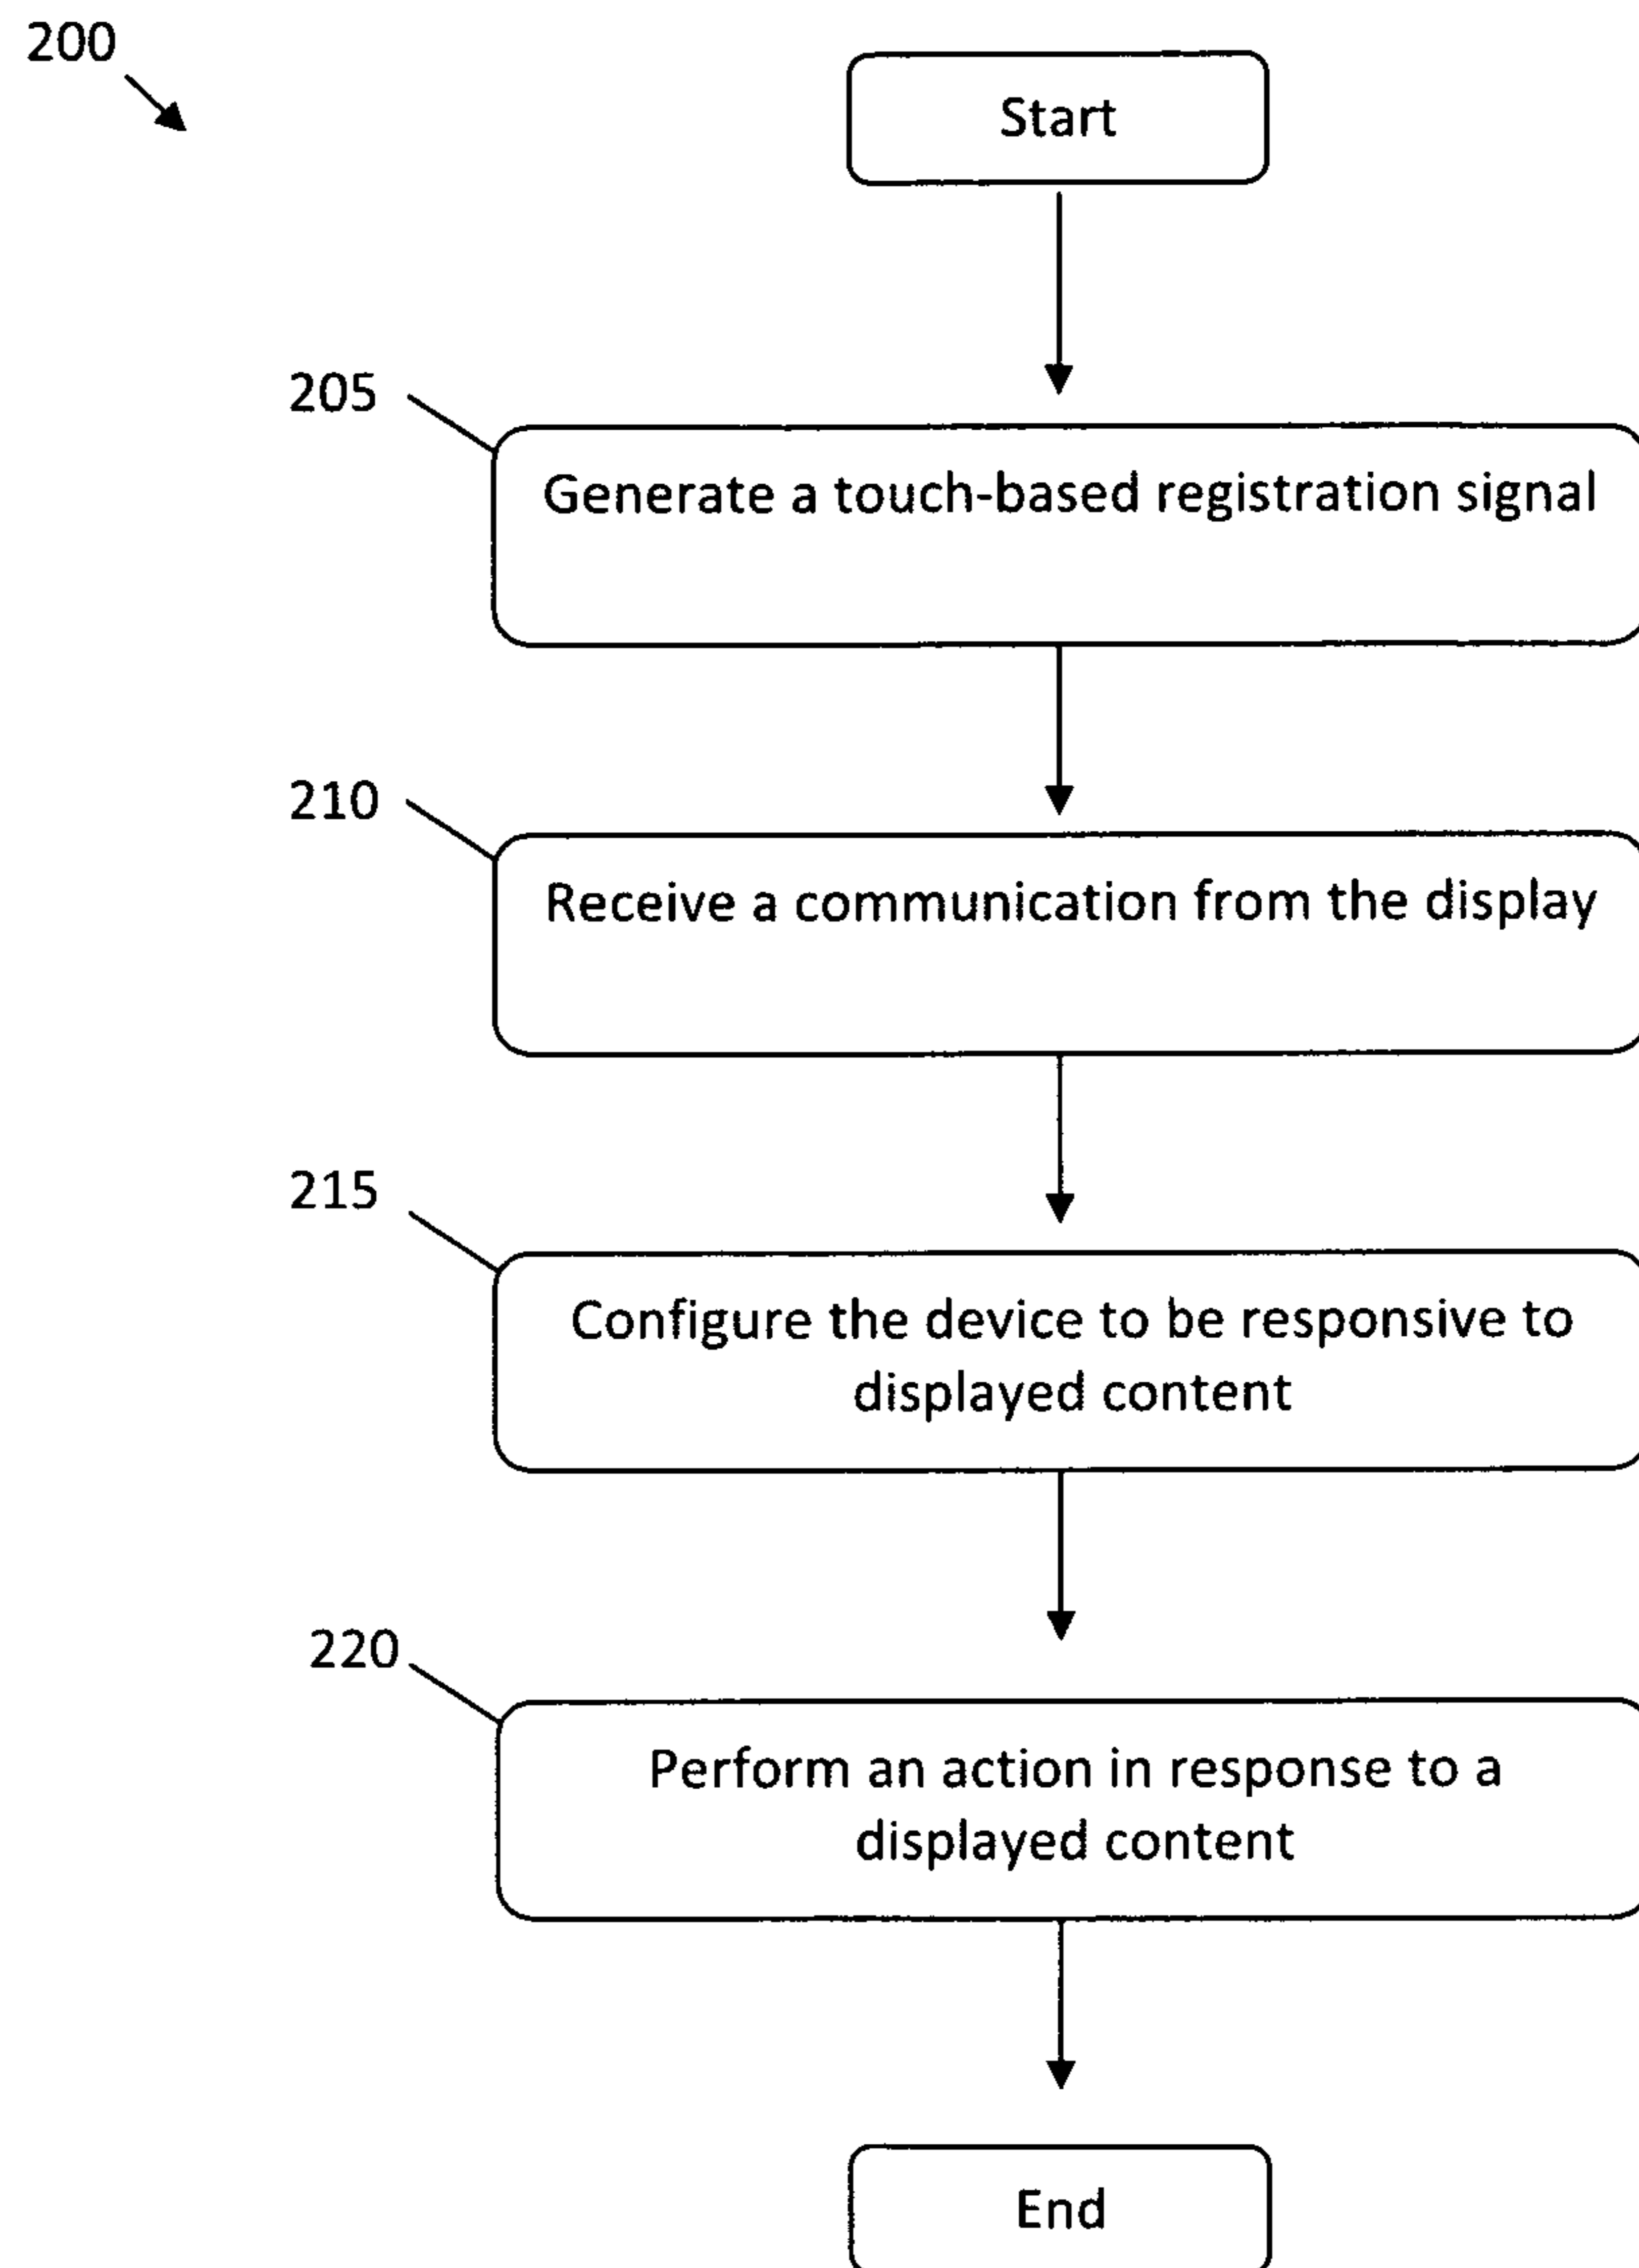 200
Start
205
Generate a touch-based registration signal
210
Receive a communication from the display
215
Configure the device to be responsive to
displayed content
220
Perform an action in response to a
displayed content
End